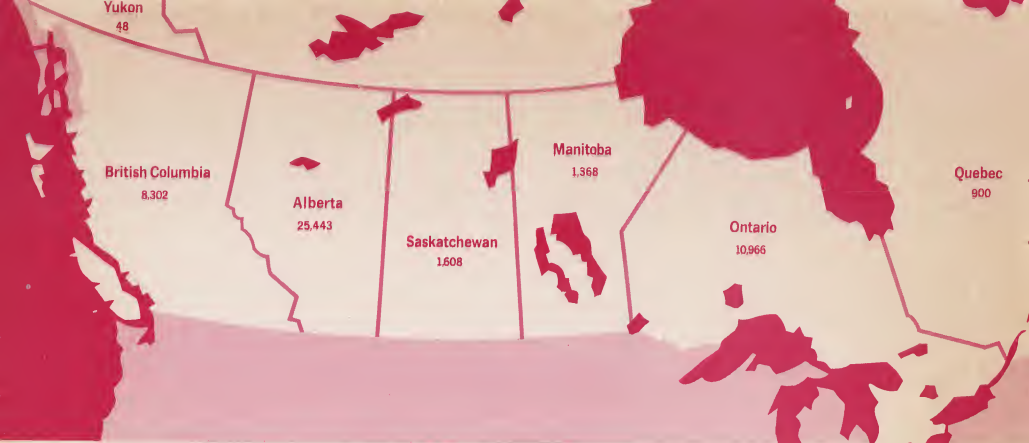 Yukon
48
British Columbia
8,302
Alberta
25,443
Saskatchewan
1,608
Manitoba
1,368
Ontario
10,966
Quebec
900